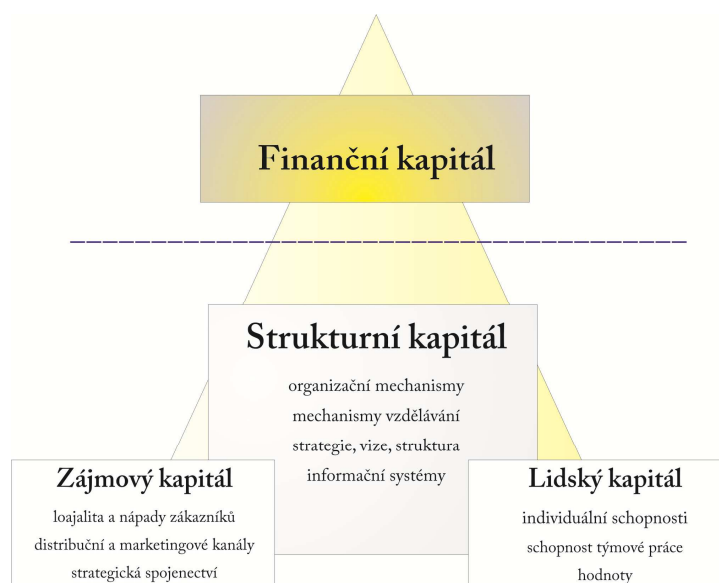 Finanční kapitál
Strukturní kapitál
organizační mechanismy
mechanismy vzdělávání
strategie, vize, struktura
informační systémy
Zájmový kapitál
loajalita a nápady zákazníků
distribuční a marketingové kanály
strategická spojenectví
Lidský kapitál
individuální schopnosti
schopnost týmové práce
hodnoty